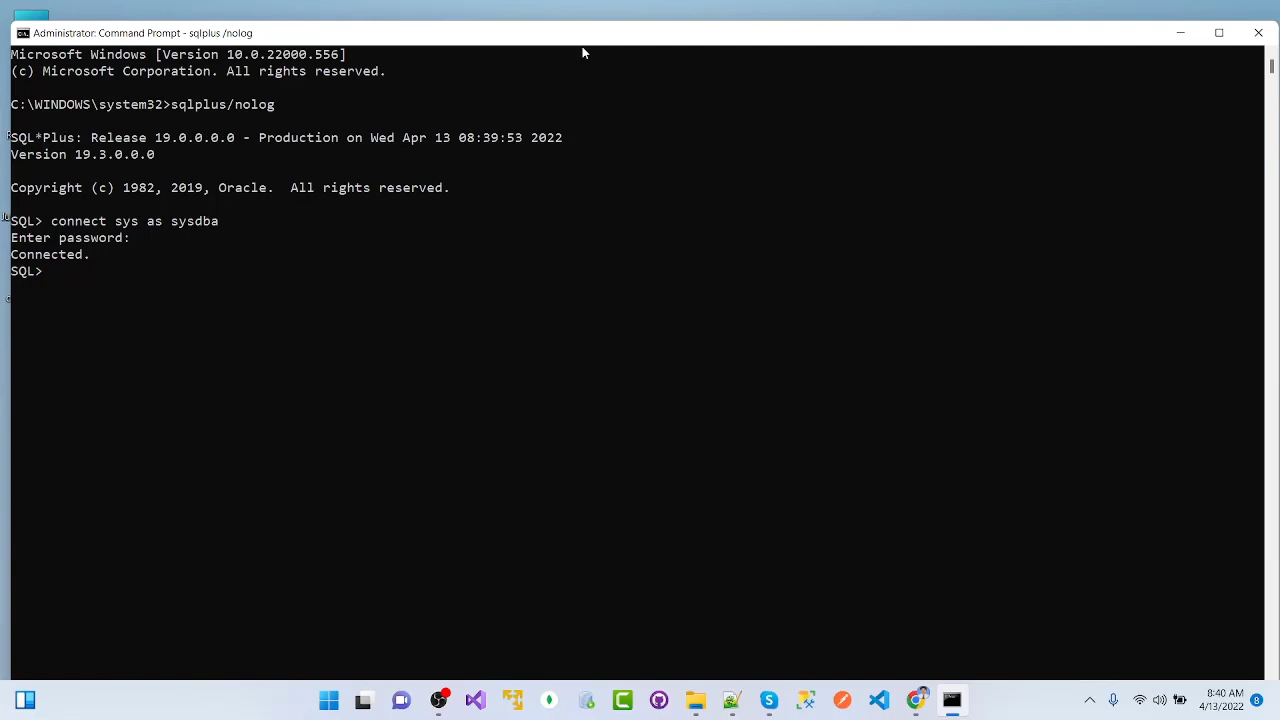 Administrator: Command Prompt - sqlplus /nolog
Microsoft Windows [Version 10.0.22000.556]
(c) Microsoft Corporation. All rights reserved.
C:\WINDOWS\system32>sqlplus/nolog
SQL*Plus: Release 19.0.0.0.0 - Production on Wed Apr 13 08:39:53 2022
Version 19.3.0.0.0
Copyright (c) 1982, 2019, Oracle.  All rights reserved.
SQL> connect sys as sysdba
Enter password:
Connected.
SQL>
8:40 AM
4/13/2022
8